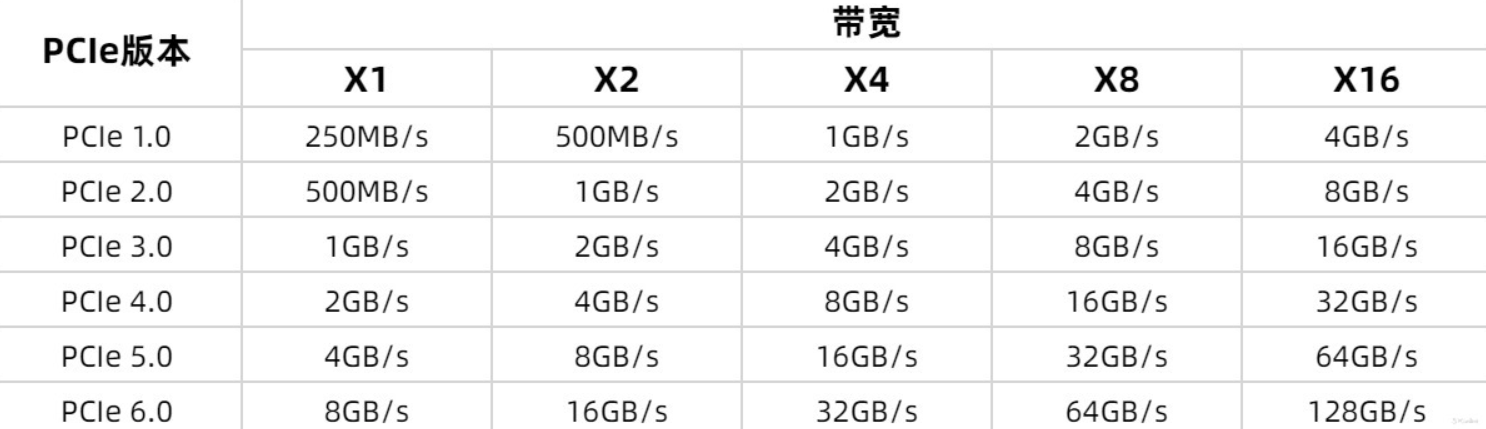 带宽
PCIe版本
X1 X2 X4 X8 X16
PCIe 1.0 250MB/s 500MB/s 1GB/s 2GB/s 4GB/s
PCIe 2.0 500MB/s 1GB/s 2GB/s 4GB/s 8GB/s
PCIe 3.0 1GB/s 2GB/s 4GB/s 8GB/s 16GB/s
PCIe 4.0 2GB/s 4GB/s 8GB/s 16GB/s 32GB/s
PCIe 5.0 4GB/s 8GB/s 16GB/s 32GB/s 64GB/s
PCIe 6.0 8GB/s 16GB/s 32GB/s 64GB/s 128GB/s